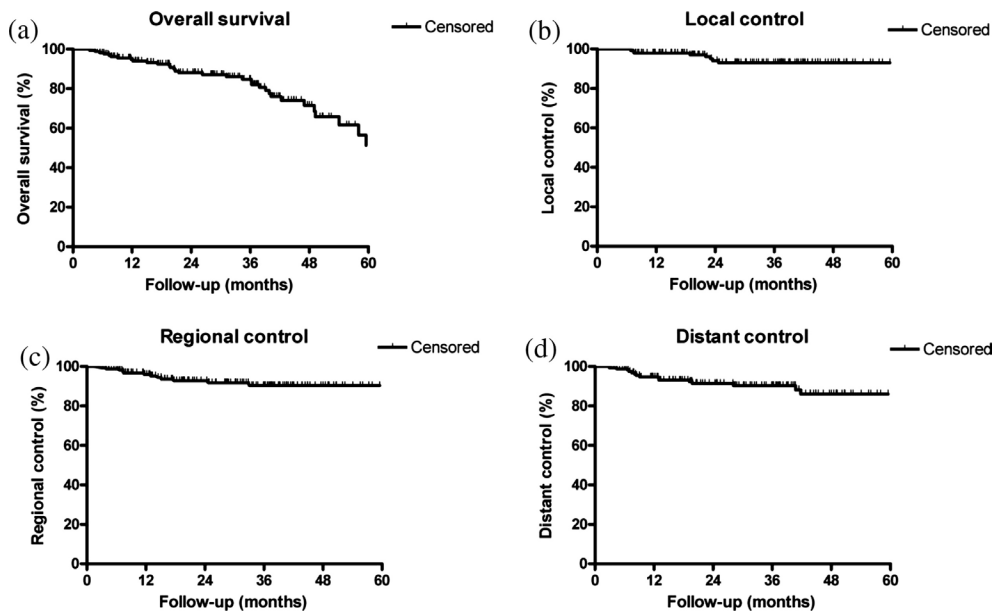 (a)
Overall survival
Censored
Overall survival (%)
100
80
60
40
20
0
0 12 24 36 48 60
Follow-up (months)
(b)
Local control
Censored
Local control (%)
100
80
60
40
20
0
0 12 24 36 48 60
Follow-up (months)
(c)
Regional control
Censored
Regional control (%)
100
80
60
40
20
0
0 12 24 36 48 60
Follow-up (months)
(d)
Distant control
Censored
Distant control (%)
100
80
60
40
20
0
0 12 24 36 48 60
Follow-up (months)